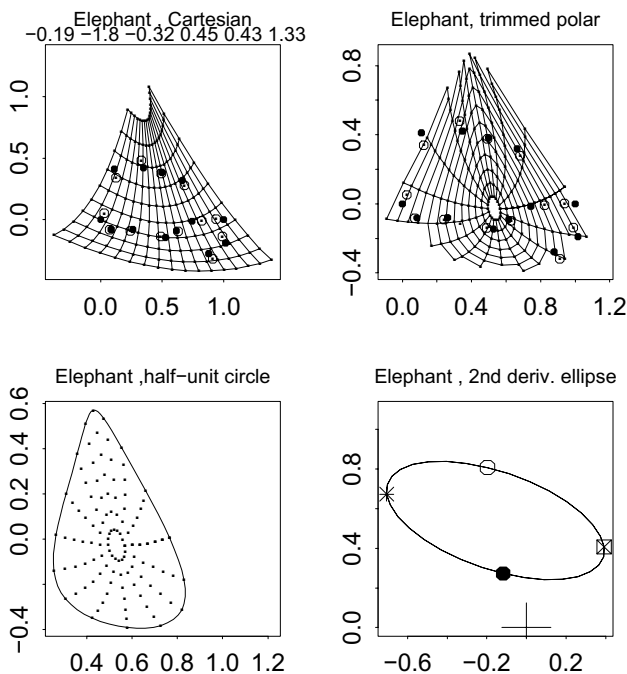 Elephant , Cartesian
−0.19 −1.8 −0.32 0.45 0.43 1.33
1.0
0.5
0.0
0.0 0.5 1.0
Elephant, trimmed polar
0.8
0.4
0.0
−0.4
0.0 0.4 0.8 1.2
Elephant ,half−unit circle
0.6
0.4
0.2
0.0
−0.4
0.4 0.6 0.8 1.0 1.2
Elephant , 2nd deriv. ellipse
0.8
0.4
0.0
−0.6 −0.2 0.2